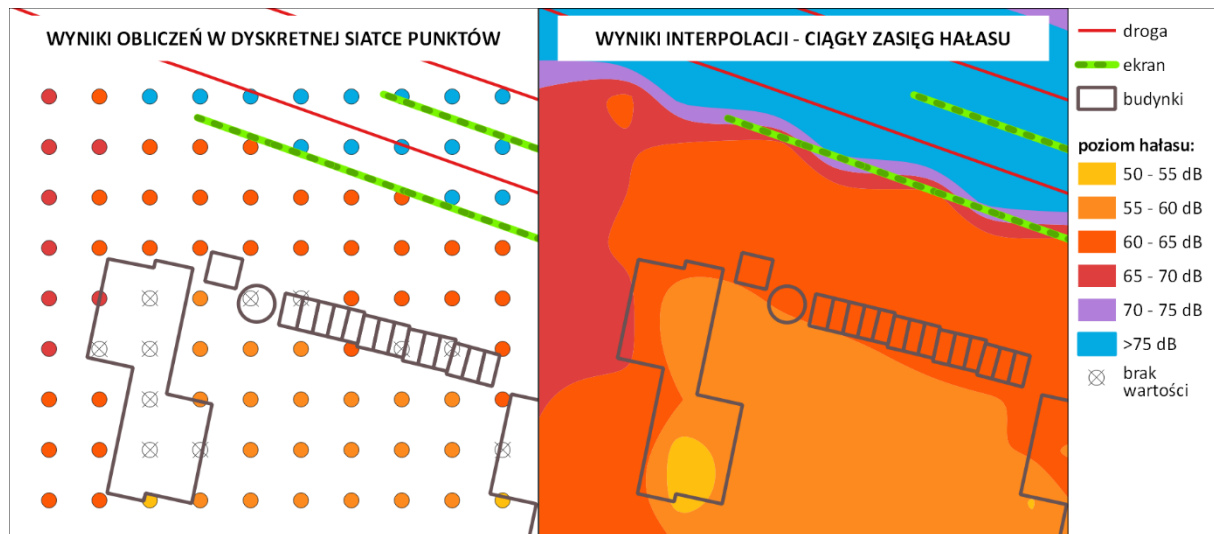 WYNIKI OBLICZEŃ W DYSKRETNEJ SIATCE PUNKTÓW
WYNIKI INTERPOLACJI - CIĄGŁY ZASIĘG HAŁASU
droga
ekran
budynki
poziom hałasu:
50 - 55 dB
55 - 60 dB
60 - 65 dB
65 - 70 dB
70 - 75 dB
>75 dB
brak
wartości